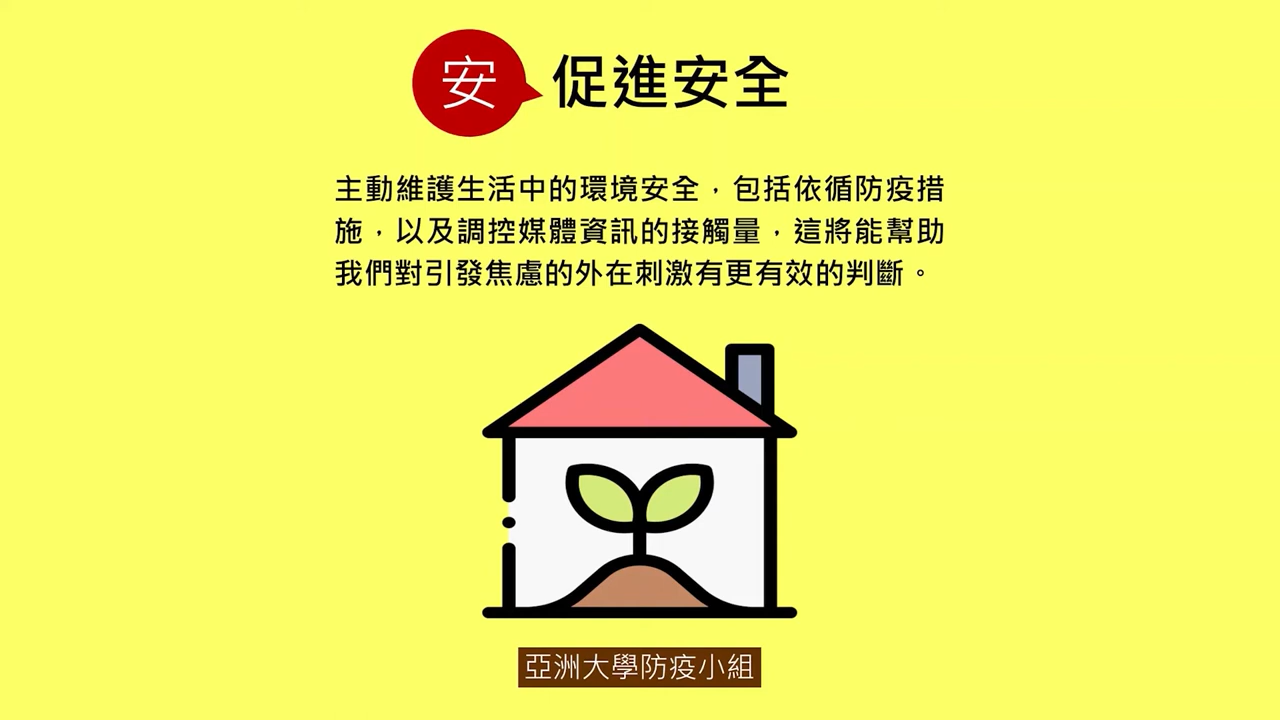 安 促進安全
主動維護生活中的環境安全，包括依循防疫措
施，以及調控媒體資訊的接觸量，這將能幫助
我們對引發焦慮的外在刺激有更有效的判斷。
亞洲大學防疫小組